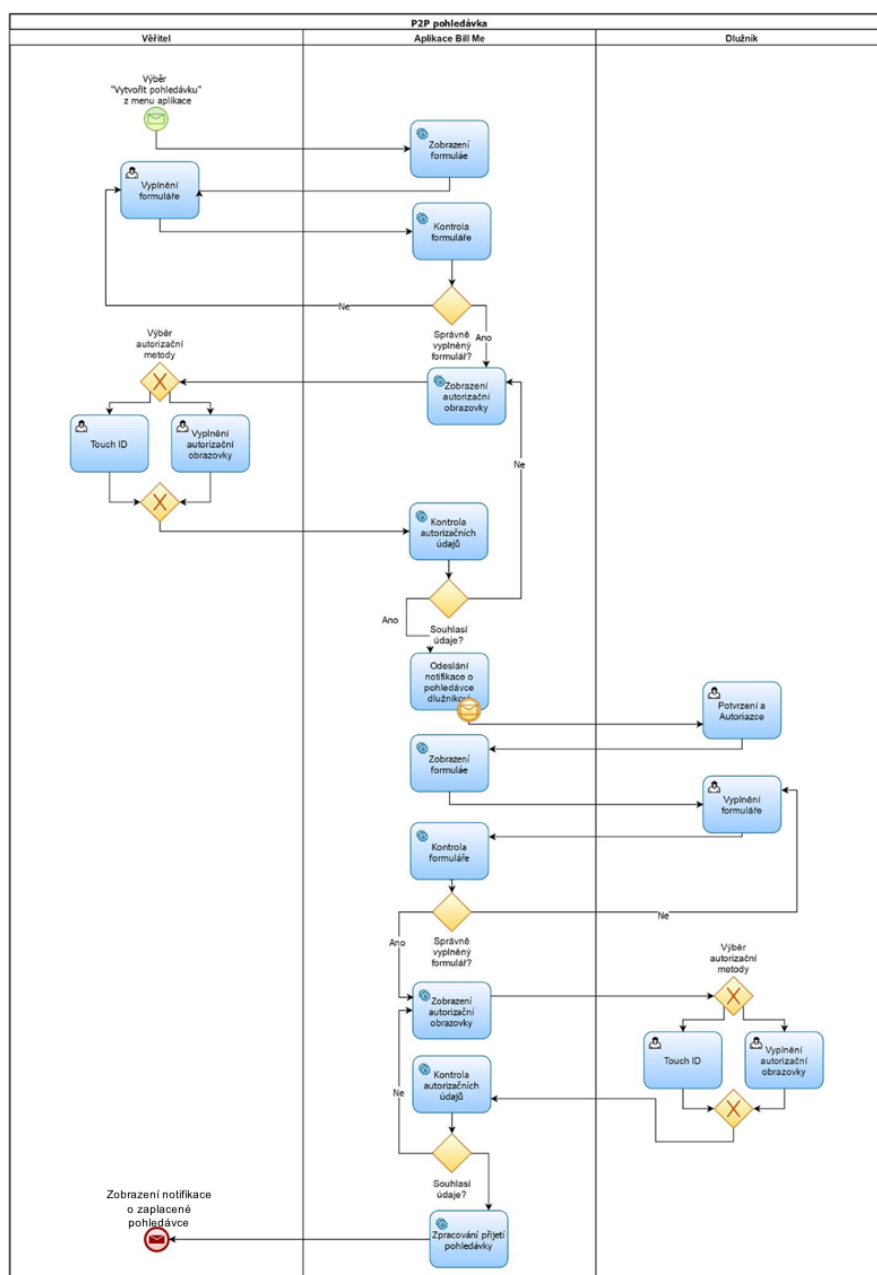 P2P pohledávka
Věřitel
Aplikace Bill Me
Dlužník
Výběr
"Vytvořit pohledávku"
z menu aplikace
Zobrazení
formuláe
Vyplnění
formuláře
Kontrola
formuláře
Ne
Správně
vyplněný
formulář?
Ano
Výběr
autorizační
metody
Zobrazení
autorizační
obrazovky
Touch ID
Vyplnění
autorizační
obrazovky
Ne
Kontrola
autorizačních
údajů
Ano
Souhlasí
údaje?
Odeslání
notifikace o
pohledávce
dlužníkovi
Potvrzení a
Autoriazce
Zobrazení
formuláe
Vyplnění
formuláře
Kontrola
formuláře
Ne
Ano
Správně
vyplněný
formulář?
Výběr
autorizační
metody
Zobrazení
autorizační
obrazovky
Touch ID
Vyplnění
autorizační
obrazovky
Kontrola
autorizačních
údajů
Ne
Souhlasí
údaje?
Zobrazení notifikace
o zaplacené
pohledávce
Zpracování přijetí
pohledávky